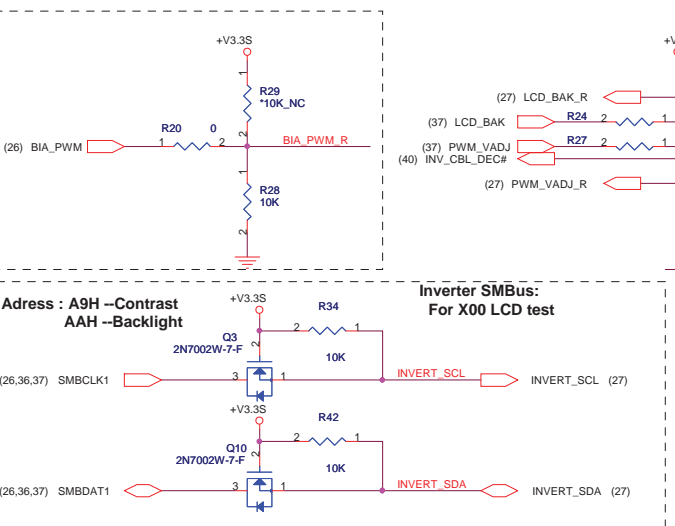 +V3.3S
1
R29
*10K_NC
2
R20 0
(26) BIA_PWM 1 2 BIA_PWM_R
1
R28
10K
2
(27) LCD_BAK_R
(37) LCD_BAK R24 2 1
(37) PWM_VADJ R27 2 1
(40) INV_CBL_DEC#
(27) PWM_VADJ_R
Adress : A9H --Contrast
AAH --Backlight
Inverter SMBus:
For X00 LCD test
+V3.3S
R34
2 1
10K
Q3
2N7002W-7-F
2
(26,36,37) SMBCLK1 3 1 INVERT_SCL INVERT_SCL (27)
+V3.3S
R42
2 1
10K
Q10
2N7002W-7-F
2
(26,36,37) SMBDAT1 3 1 INVERT_SDA INVERT_SDA (27)